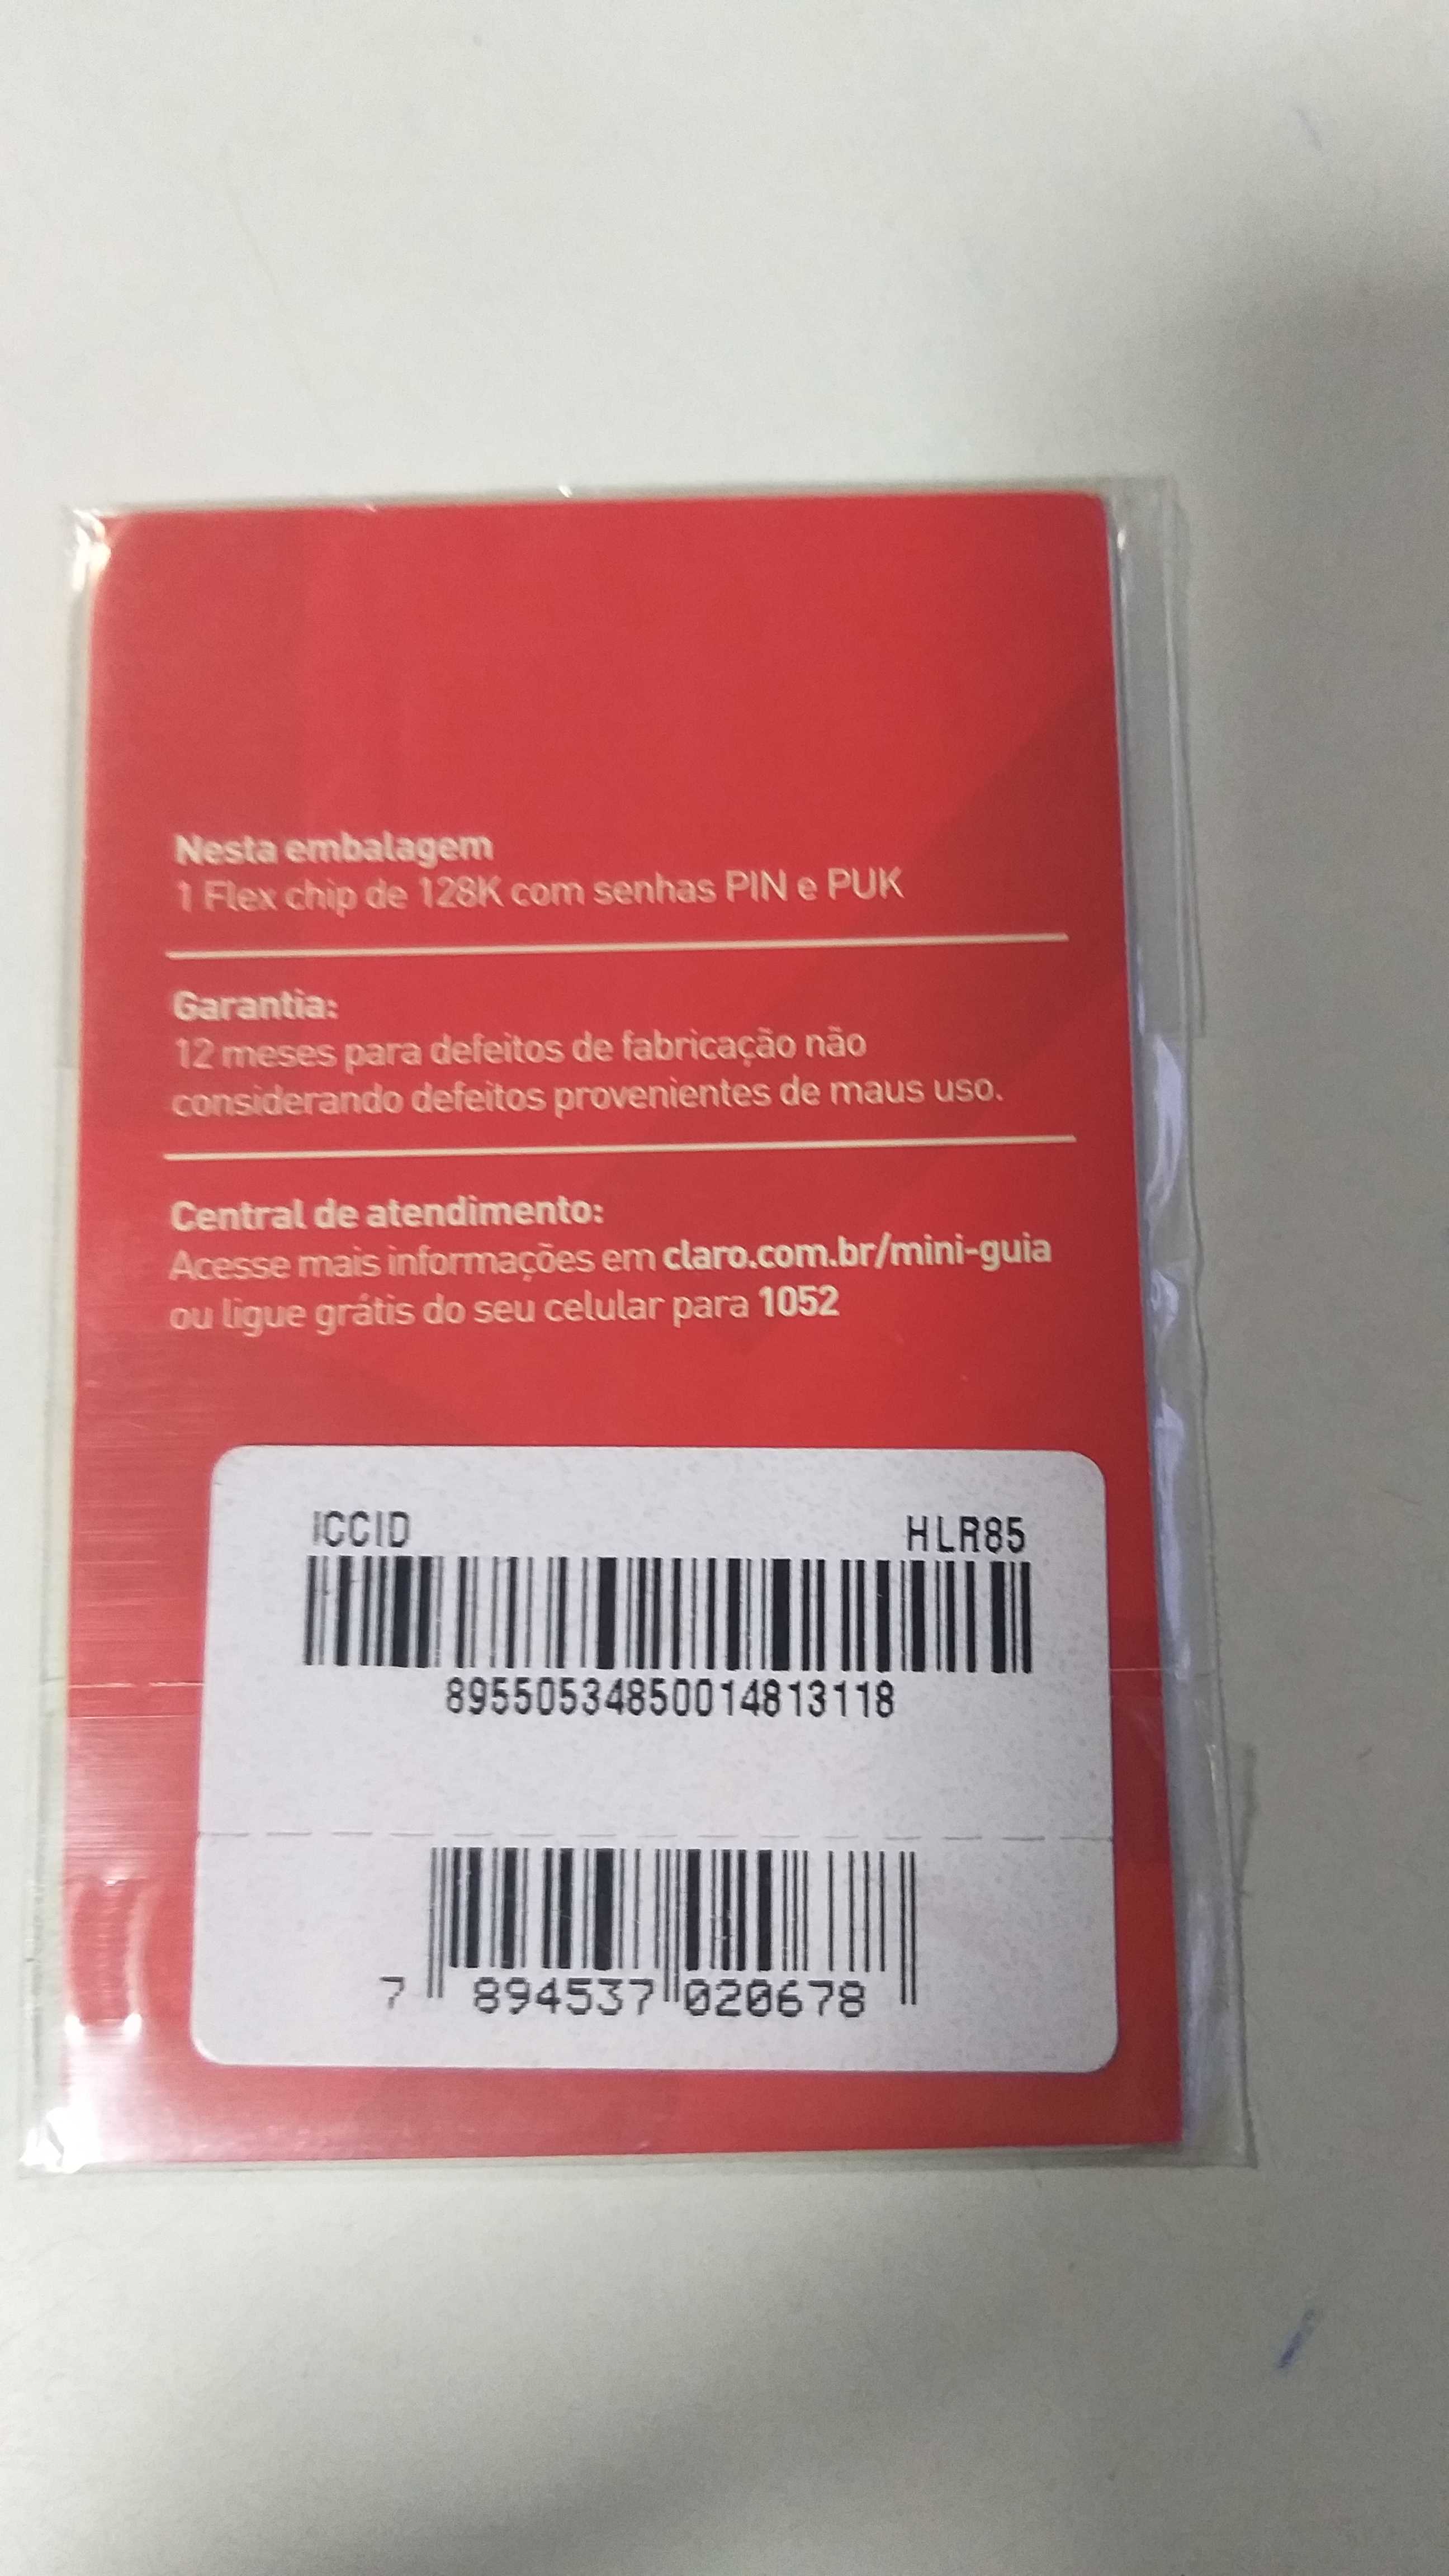 Nesta embalagem
1 Flex chip de 128K com senhas PIN e PUK
Garantia:
12 meses para defeitos de fabricação não
considerando defeitos provenientes de maus uso.
Central de atendimento:
Acesse mais informações em claro.com.br/mini-guia
ou ligue grátis do seu celular para 1052
ICCID HLR85
89550534850014813118
7 894537 020678